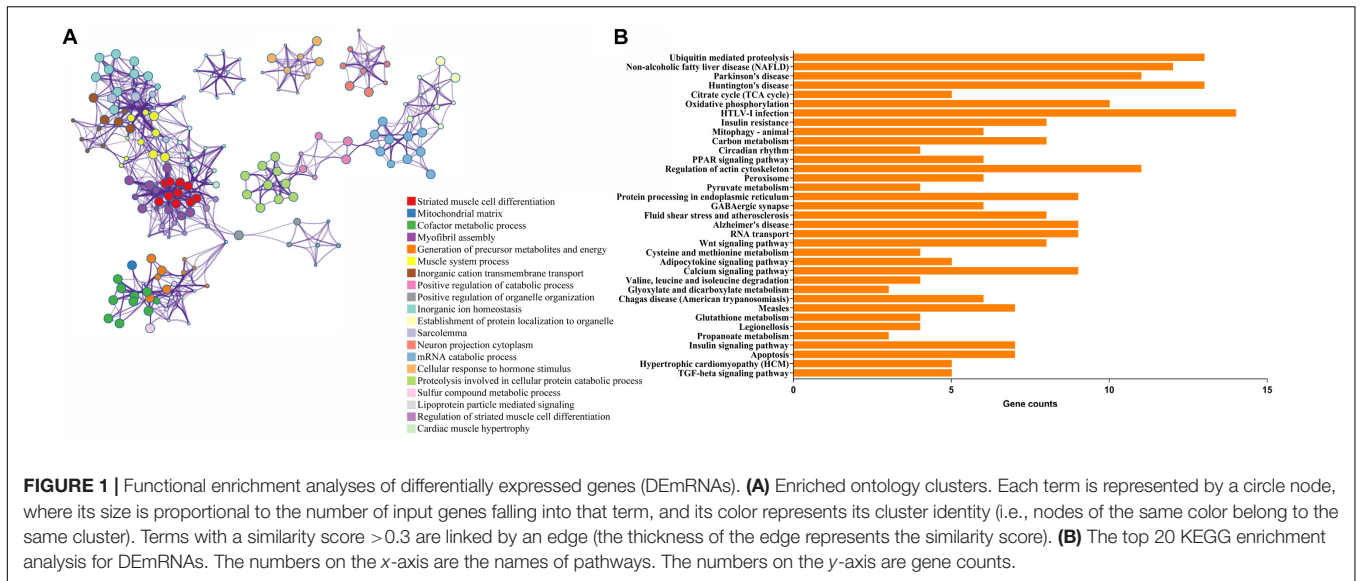 A
Striated muscle cell differentiation
Mitochondrial matrix
Cofactor metabolic process
Myofibril assembly
Generation of precursor metabolites and energy
Muscle system process
Inorganic cation transmembrane transport
Positive regulation of catabolic process
Positive regulation of organelle organization
Inorganic ion homeostasis
Establishment of protein localization to organelle
Sarcolemma
Neuron projection cytoplasm
mRNA catabolic process
Cellular response to hormone stimulus
Proteolysis involved in cellular protein catabolic process
Sulfur compound metabolic process
Lipoprotein particle mediated signaling
Regulation of striated muscle cell differentiation
Cardiac muscle hypertrophy
B
Ubiquitin mediated proteolysis
Non-alcoholic fatty liver disease (NAFLD)
Parkinson's disease
Huntington's disease
Citrate cycle (TCA cycle)
Oxidative phosphorylation
HTLV-I infection
Insulin resistance
Mitophagy - animal
Carbon metabolism
Circadian rhythm
PPAR signaling pathway
Regulation of actin cytoskeleton
Peroxisome
Pyruvate metabolism
Protein processing in endoplasmic reticulum
GABAergic synapse
Fluid shear stress and atherosclerosis
Alzheimer's disease
RNA transport
Wnt signaling pathway
Cysteine and methionine metabolism
Adipocytokine signaling pathway
Calcium signaling pathway
Valine, leucine and isoleucine degradation
Glyoxylate and dicarboxylate metabolism
Chagas disease (American trypanosomiasis)
Measles
Glutathione metabolism
Legionellosis
Propanoate metabolism
Insulin signaling pathway
Apoptosis
Hypertrophic cardiomyopathy (HCM)
TGF-beta signaling pathway
0 5 10 15
Gene counts
FIGURE 1 | Functional enrichment analyses of differentially expressed genes (DEmRNAs). (A) Enriched ontology clusters. Each term is represented by a circle node,
where its size is proportional to the number of input genes falling into that term, and its color represents its cluster identity (i.e., nodes of the same color belong to the
same cluster). Terms with a similarity score >0.3 are linked by an edge (the thickness of the edge represents the similarity score). (B) The top 20 KEGG enrichment
analysis for DEmRNAs. The numbers on the x-axis are the names of pathways. The numbers on the y-axis are gene counts.